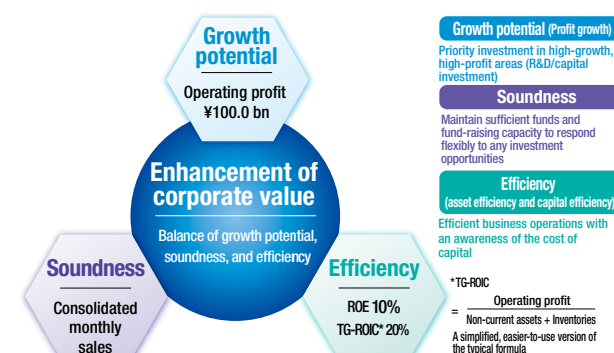 Growth
potential
Operating profit
¥100.0 bn
Enhancement of
corporate value
Balance of growth potential,
soundness, and efficiency
Soundness
Consolidated
monthly
sales
Efficiency
ROE 10%
TG-ROIC* 20%
Growth potential (Profit growth)
Priority investment in high-growth,
high-profit areas (R&D/capital
investment)
Soundness
Maintain sufficient funds and
fund-raising capacity to respond
flexibly to any investment
opportunities
Efficiency
(asset efficiency and capital efficiency)
Efficient business operations with
an awareness of the cost of
capital
*TG-ROIC
= Operating profit
Non-current assets + Inventories
A simplified, easier-to-use version of
the typical formula